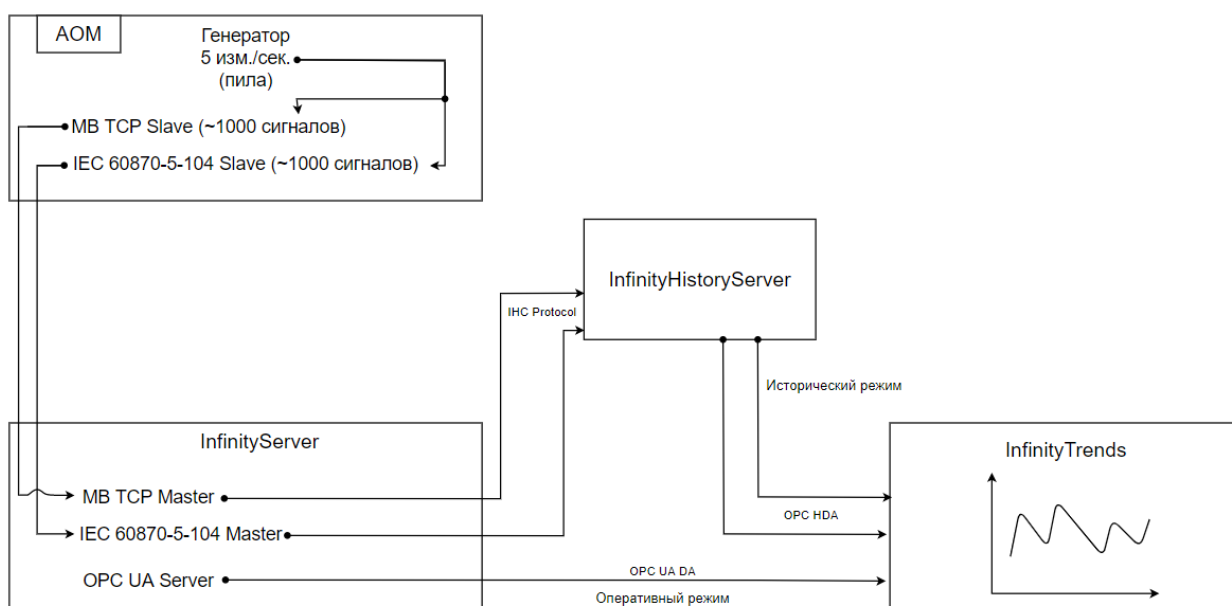 АОМ
Генератор
5 изм./сек.
(пила)
MB TCP Slave (~1000 сигналов)
IEC 60870-5-104 Slave (~1000 сигналов)
InfinityHistoryServer
IHC Protocol
Исторический режим
InfinityServer
InfinityTrends
MB TCP Master
OPC HDA
IEC 60870-5-104 Master
OPC UA DA
OPC UA Server
Оперативный режим